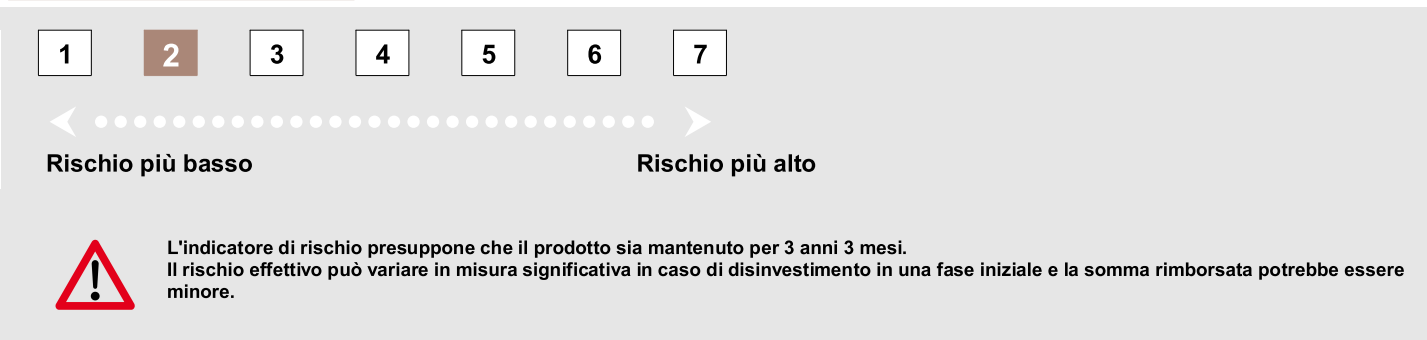 1 2 3 4 5 6 7
Rischio più basso Rischio più alto
L'indicatore di rischio presuppone che il prodotto sia mantenuto per 3 anni 3 mesi.
Il rischio effettivo può variare in misura significativa in caso di disinvestimento in una fase iniziale e la somma rimborsata potrebbe essere
minore.